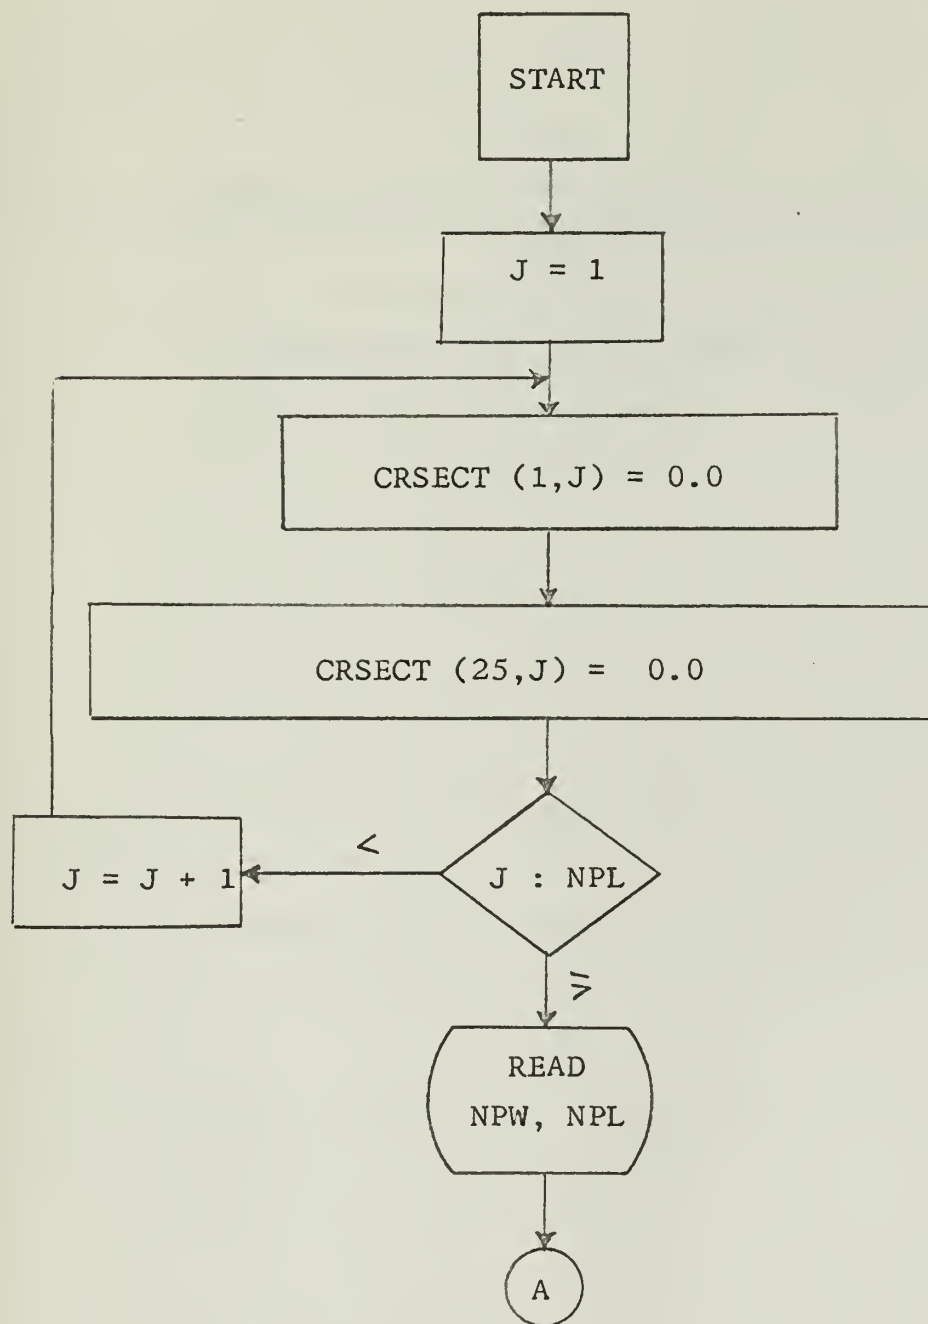 START
J = 1
CRSECT (1,J) = 0.0
CRSECT (25,J) = 0.0
J : NPL
<
J = J + 1
≥
READ
NPW, NPL
A